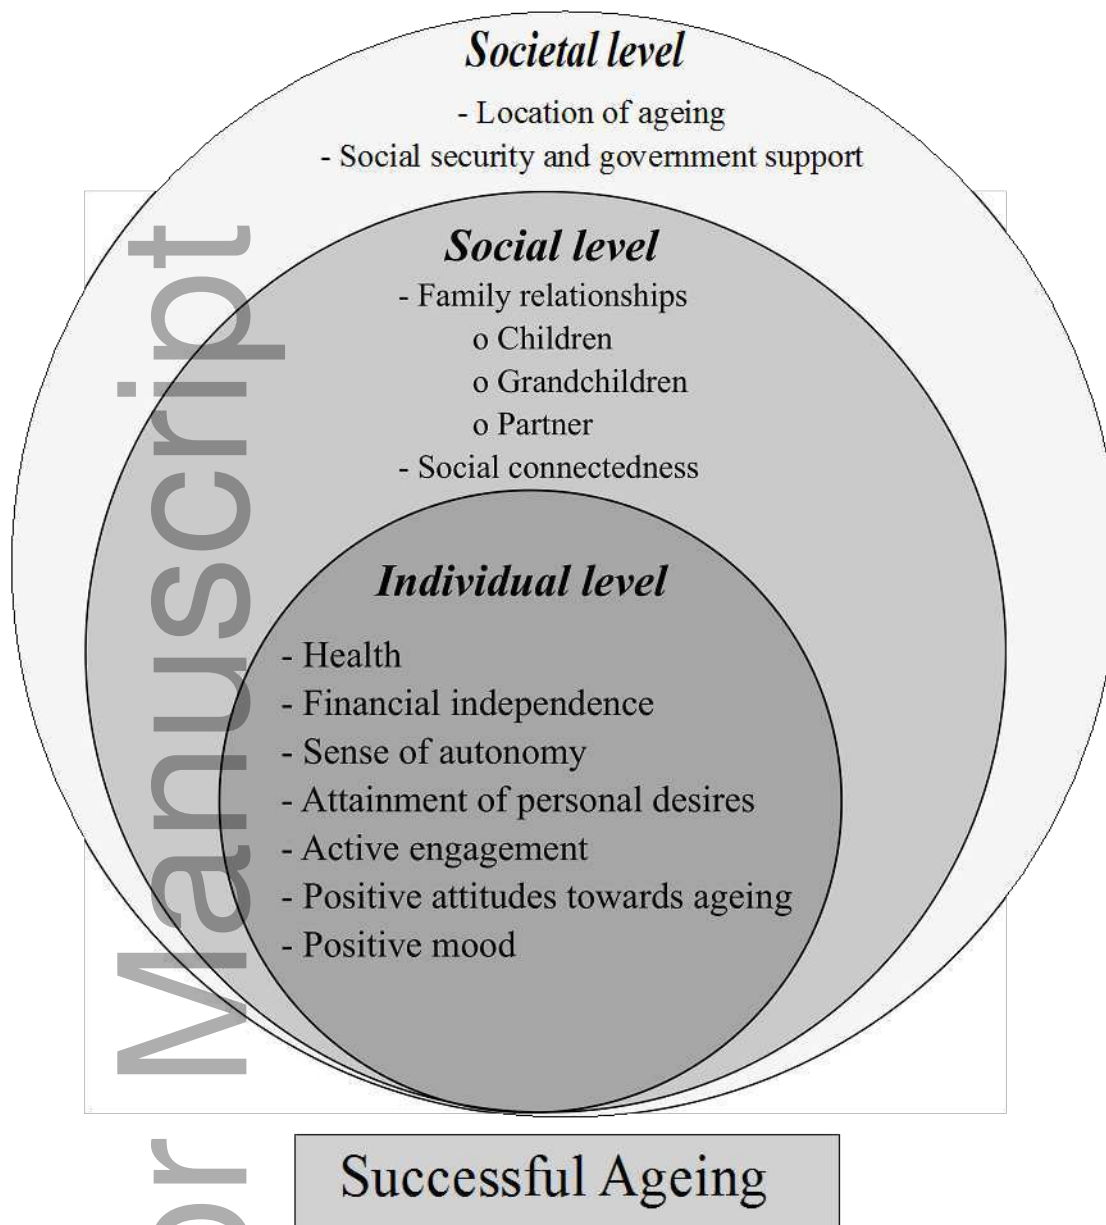 Societal level
- Location of ageing
- Social security and government support
Social level
- Family relationships
o Children
o Grandchildren
o Partner
- Social connectedness
Individual level
- Health
- Financial independence
- Sense of autonomy
- Attainment of personal desires
- Active engagement
- Positive attitudes towards ageing
- Positive mood
Successful Ageing
or Manuscript